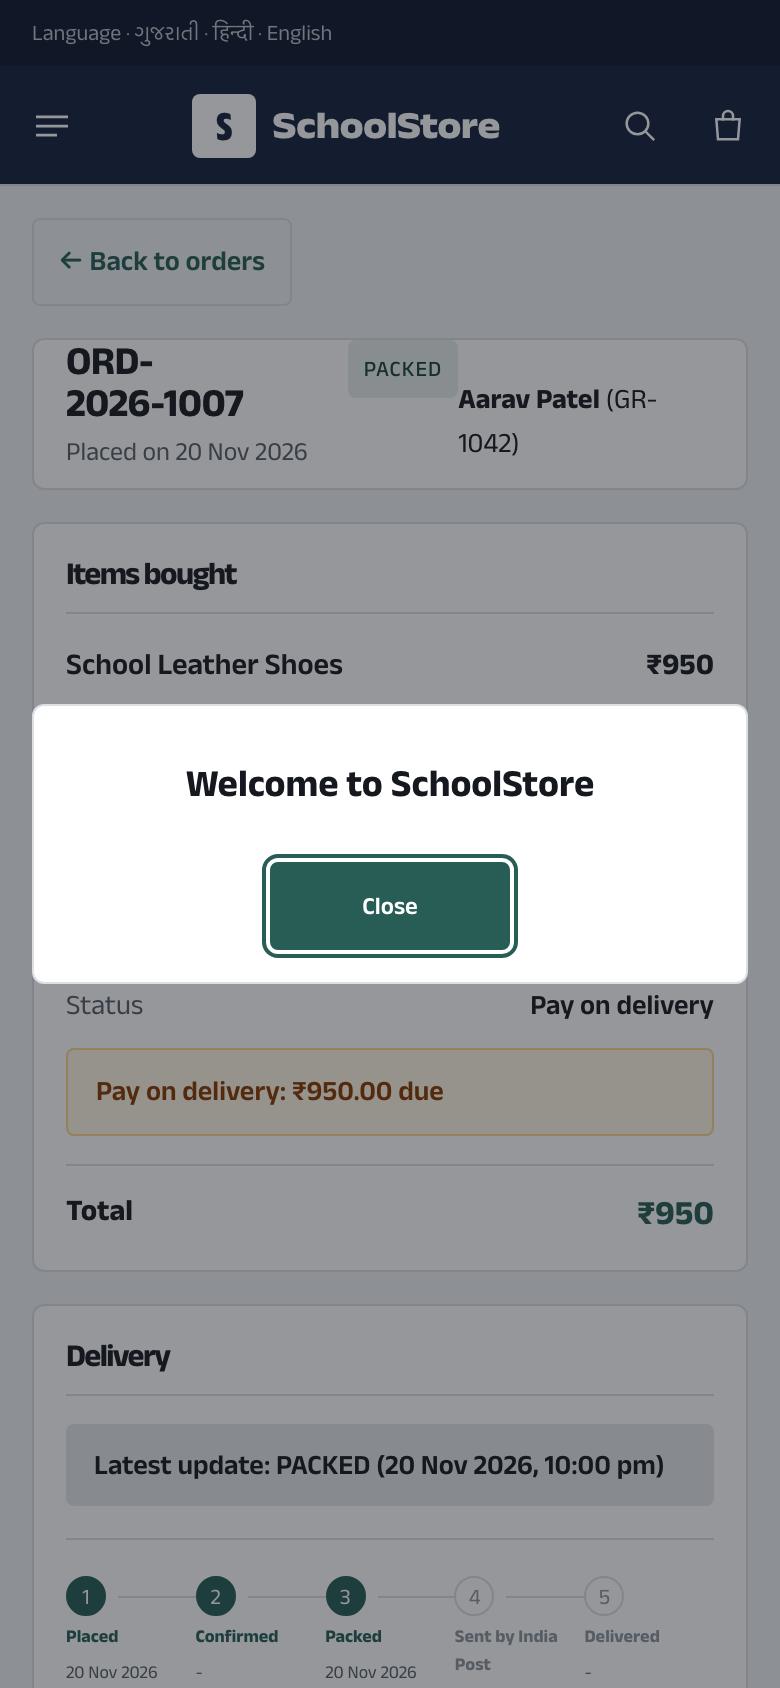 Language · ગુજરાતી · हिन्दी · English
S SchoolStore
← Back to orders
ORD-
2026-1007
Placed on 20 Nov 2026
PACKED
Aarav Patel (GR-
1042)
Items bought
School Leather Shoes ₹950
Welcome to SchoolStore
Close
Status Pay on delivery
Pay on delivery: ₹950.00 due
Total ₹950
Delivery
Latest update: PACKED (20 Nov 2026, 10:00 pm)
1 2 3 4 5
Placed Confirmed Packed Sent by India Delivered
Post
20 Nov 2026 - 20 Nov 2026 -